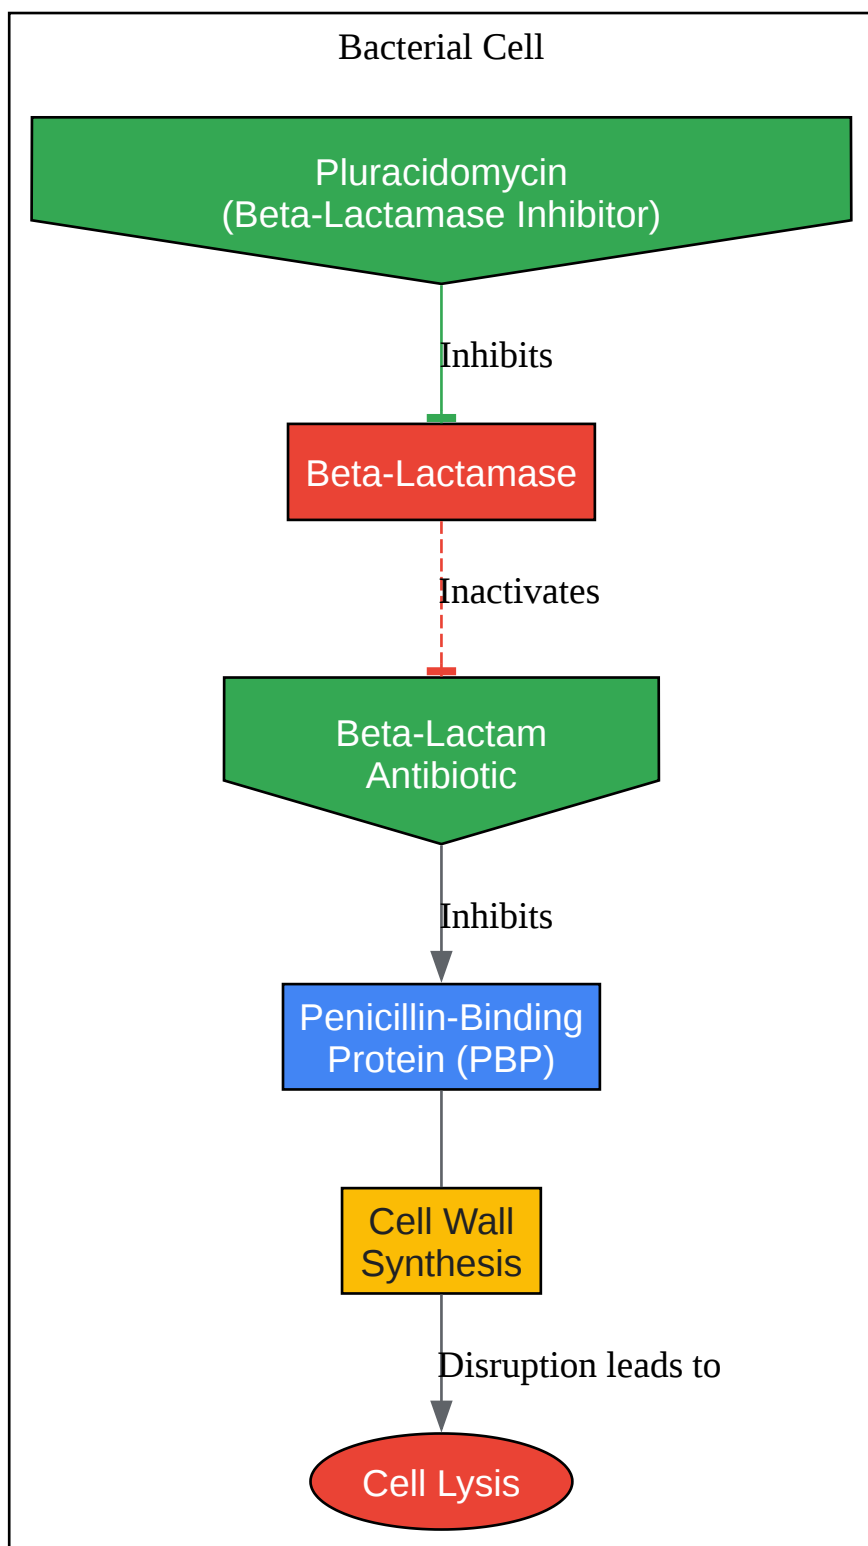 Bacterial Cell
Pluracidomycin
(Beta-Lactamase Inhibitor)
Inhibits
Beta-Lactamase
Inactivates
Beta-Lactam
Antibiotic
Inhibits
Penicillin-Binding
Protein (PBP)
Cell Wall
Synthesis
Disruption leads to
Cell Lysis